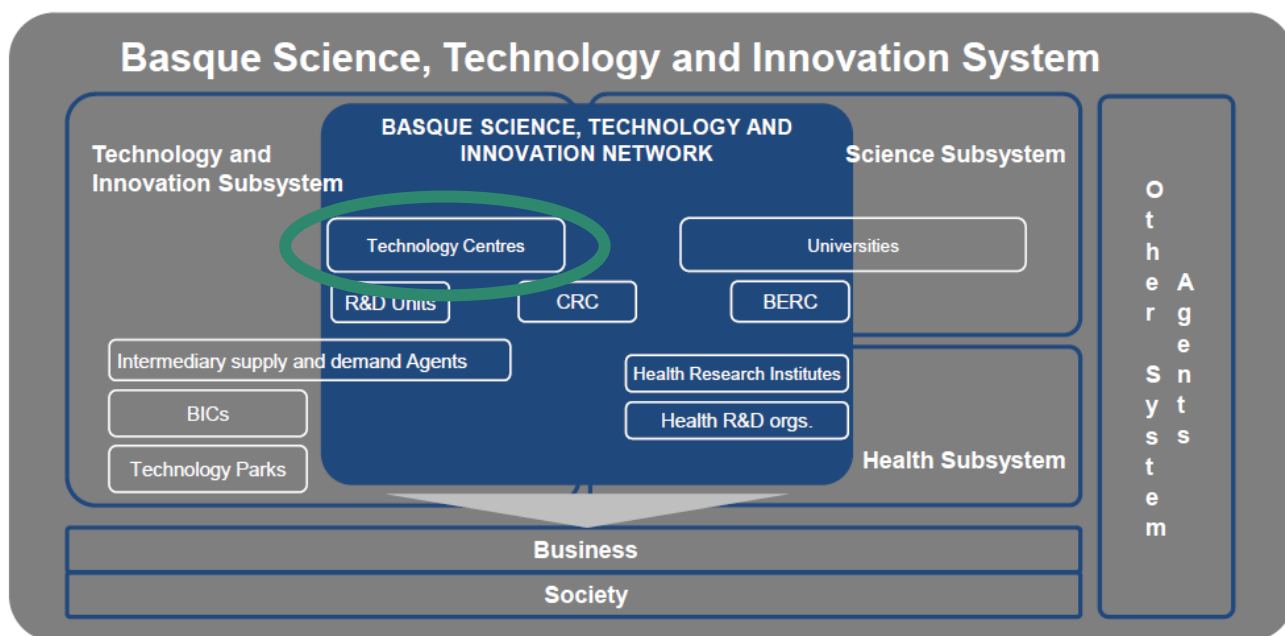 Basque Science, Technology and Innovation System
BASQUE SCIENCE, TECHNOLOGY AND
INNOVATION NETWORK
Technology and
Innovation Subsystem
Science Subsystem
Technology Centres
Universities
R&D Units
CRC
BERC
Intermediary supply and demand Agents
Health Research Institutes
BICs
Health R&D orgs.
Technology Parks
Health Subsystem
Business
Society
Other System
Agents